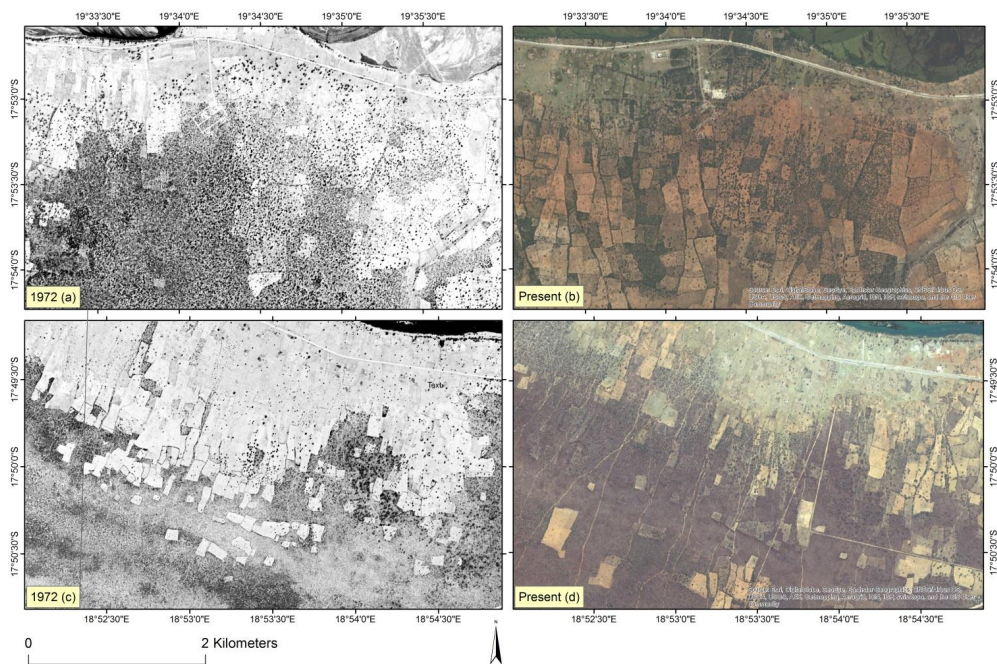 19°33'30"E 19°34'0"E 19°34'30"E 19°35'0"E 19°35'30"E
19°33'30"E 19°34'0"E 19°34'30"E 19°35'0"E 19°35'30"E
17°53'0"S
17°53'30"S
17°54'0"S
1972 (a)
Present (b)
17°53'0"S
17°53'30"S
17°54'0"S
17°49'30"S
17°50'0"S
17°50'30"S
Text
1972 (c)
Present (d)
17°49'30"S
17°50'0"S
17°50'30"S
18°52'30"E 18°53'0"E 18°53'30"E 18°54'0"E 18°54'30"E
18°52'30"E 18°53'0"E 18°53'30"E 18°54'0"E 18°54'30"E
0 2 Kilometers
N